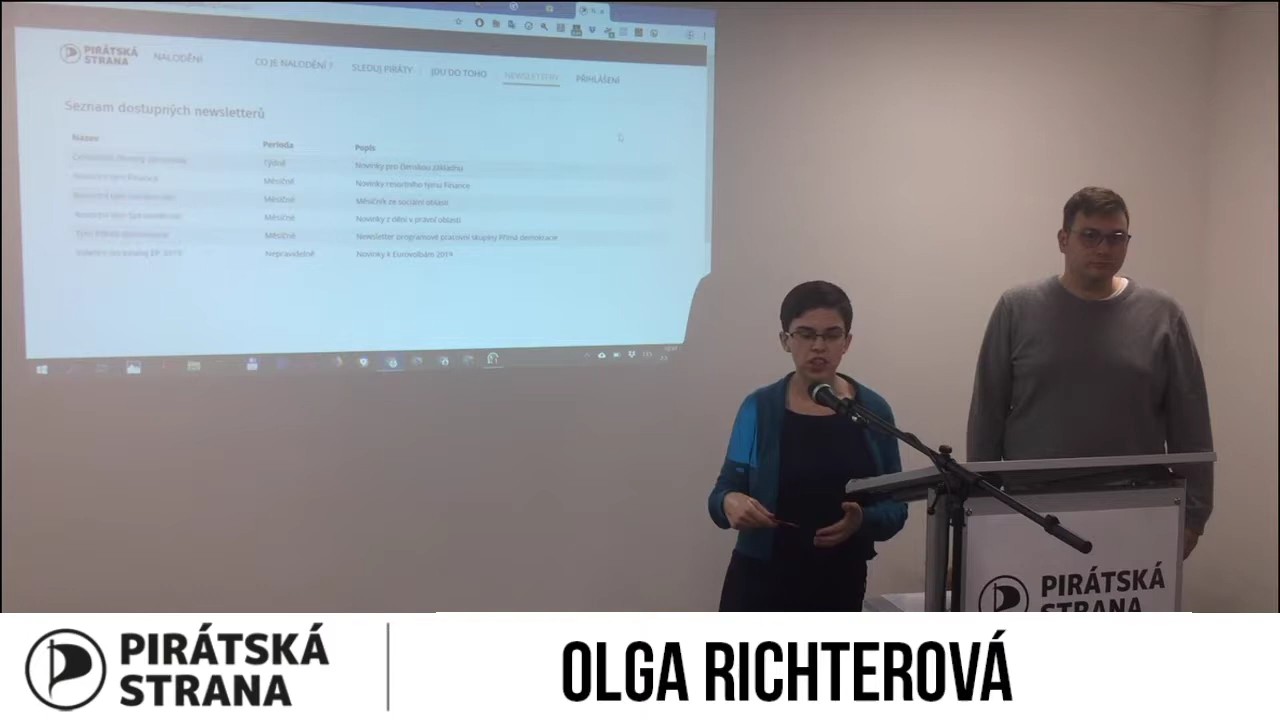 PIRÁTSKÁ
STRANA
NALODĚNÍ
CO JE NALODĚNÍ ?
SLEDUJ PIRÁTY
JDU DO TOHO
NEWSLETTERY
PŘIHLÁŠENÍ
Seznam dostupných newsletterů
Název Perioda Popis
Týdně Novinky pro členskou základnu
Měsíčně Novinky resortního týmu Finance
Měsíčně Měsíčník ze sociální oblasti
Měsíčně Novinky z dění v právní oblasti
Měsíčně Newsletter programové pracovní skupiny Přímá demokracie
Nepravidelně Novinky k Eurovolbám 2019
PIRÁTSKÁ
STRANA
PIRÁTSKÁ
STRANA
OLGA RICHTEROVÁ